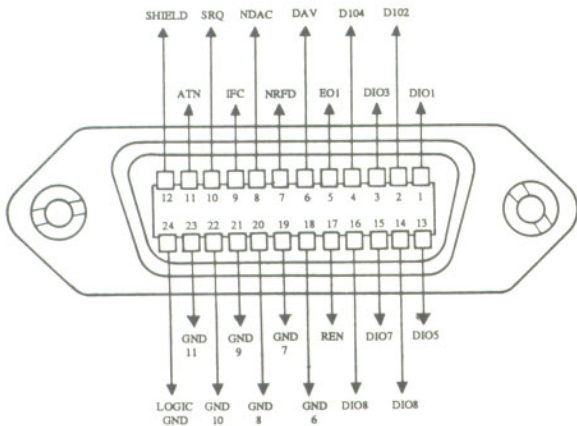 SHIELD SRQ NDAC DAV D104 D102
ATN IFC NRFD EO1 DIO3 DIO1
12 11 10 9 8 7 6 5 4 3 2 1
24 23 22 21 20 19 18 17 16 15 14 13
GND 11 GND 9 GND 7 REN DIO7 DIO5
LOGIC GND GND 10 GND 8 GND 6 DIO8 DIO8